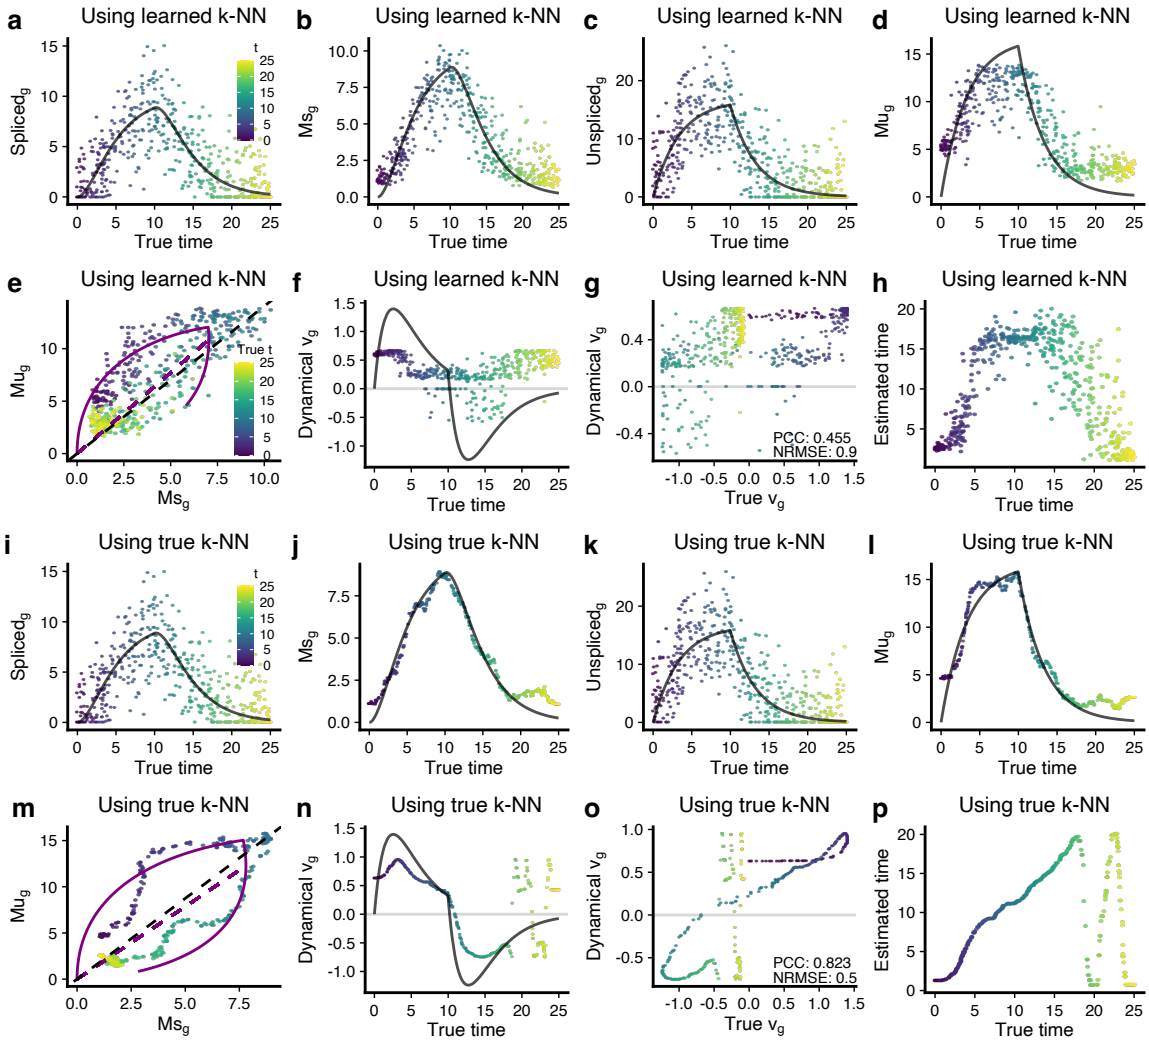 a Using learned k-NN
Spliced_g
15
10
5
0
0 5 10 15 20 25
True time
t
25
20
15
10
5
0
b Using learned k-NN
Ms_g
10.0
7.5
5.0
2.5
0.0
0 5 10 15 20 25
True time
c Using learned k-NN
Unspliced_g
20
10
0
0 5 10 15 20 25
True time
d Using learned k-NN
Mu_g
15
10
5
0
0 5 10 15 20 25
True time
e Using learned k-NN
Mu_g
15
10
5
0
0.0 2.5 5.0 7.5 10.0
Ms_g
True t
25
20
15
10
5
0
f Using learned k-NN
Dynamical v_g
1.5
1.0
0.5
0.0
-0.5
-1.0
0 5 10 15 20 25
True time
g Using learned k-NN
Dynamical v_g
0.4
0.0
-0.4
PCC: 0.455
NRMSE: 0.9
-1.0 -0.5 0.0 0.5 1.0 1.5
True v_g
h Using learned k-NN
Estimated time
20
15
10
5
0 5 10 15 20 25
True time
i Using true k-NN
Spliced_g
15
10
5
0
0 5 10 15 20 25
True time
t
25
20
15
10
5
0
j Using true k-NN
Ms_g
7.5
5.0
2.5
0.0
0 5 10 15 20 25
True time
k Using true k-NN
Unspliced_g
20
10
0
0 5 10 15 20 25
True time
l Using true k-NN
Mu_g
15
10
5
0
0 5 10 15 20 25
True time
m Using true k-NN
Mu_g
15
10
5
0
0.0 2.5 5.0 7.5
Ms_g
n Using true k-NN
Dynamical v_g
1.5
1.0
0.5
0.0
-0.5
-1.0
0 5 10 15 20 25
True time
o Using true k-NN
Dynamical v_g
1.0
0.5
0.0
-0.5
PCC: 0.823
NRMSE: 0.5
-1.0 -0.5 0.0 0.5 1.0 1.5
True v_g
p Using true k-NN
Estimated time
20
15
10
5
0
0 5 10 15 20 25
True time